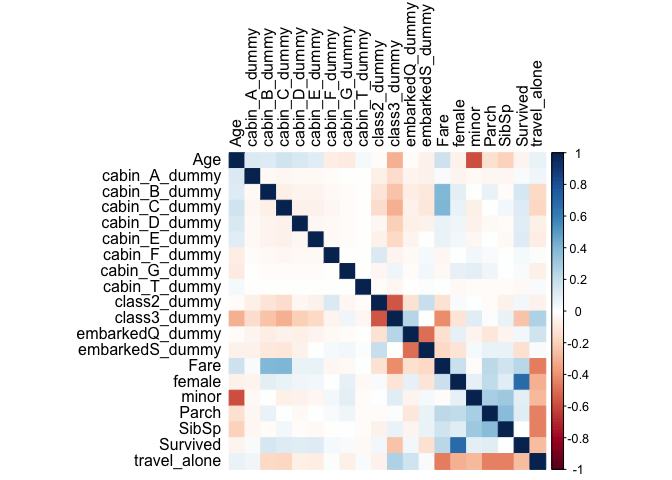 Age
cabin_A_dummy
cabin_B_dummy
cabin_C_dummy
cabin_D_dummy
cabin_E_dummy
cabin_F_dummy
cabin_G_dummy
cabin_T_dummy
class2_dummy
class3_dummy
embarkedQ_dummy
embarkedS_dummy
Fare
female
minor
Parch
SibSp
Survived
travel_alone
Age
cabin_A_dummy
cabin_B_dummy
cabin_C_dummy
cabin_D_dummy
cabin_E_dummy
cabin_F_dummy
cabin_G_dummy
cabin_T_dummy
class2_dummy
class3_dummy
embarkedQ_dummy
embarkedS_dummy
Fare
female
minor
Parch
SibSp
Survived
travel_alone
1
0.8
0.6
0.4
0.2
0
-0.2
-0.4
-0.6
-0.8
-1